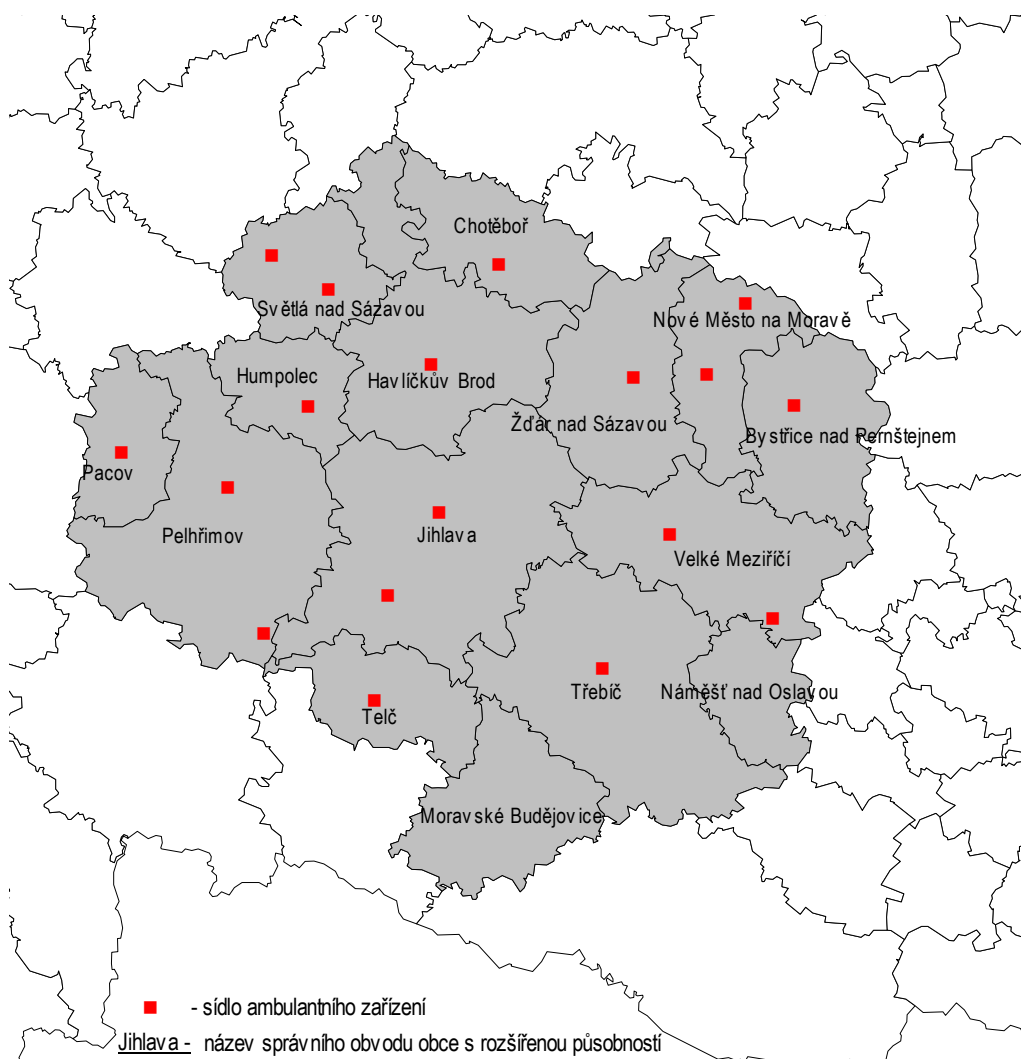 Chotěboř
Světlá nad Sázavou
Nové Město na Moravě
Humpolec
Havlíčkův Brod
Žďár nad Sázavou
Bystřice nad Pernštejnem
Pacov
Pelhřimov
Jihlava
Velké Meziříčí
Třebíč
Náměšť nad Oslavou
Telč
Moravské Budějovice
- sídlo ambulantního zařízení
Jihlava - název správního obvodu obce s rozšířenou působností